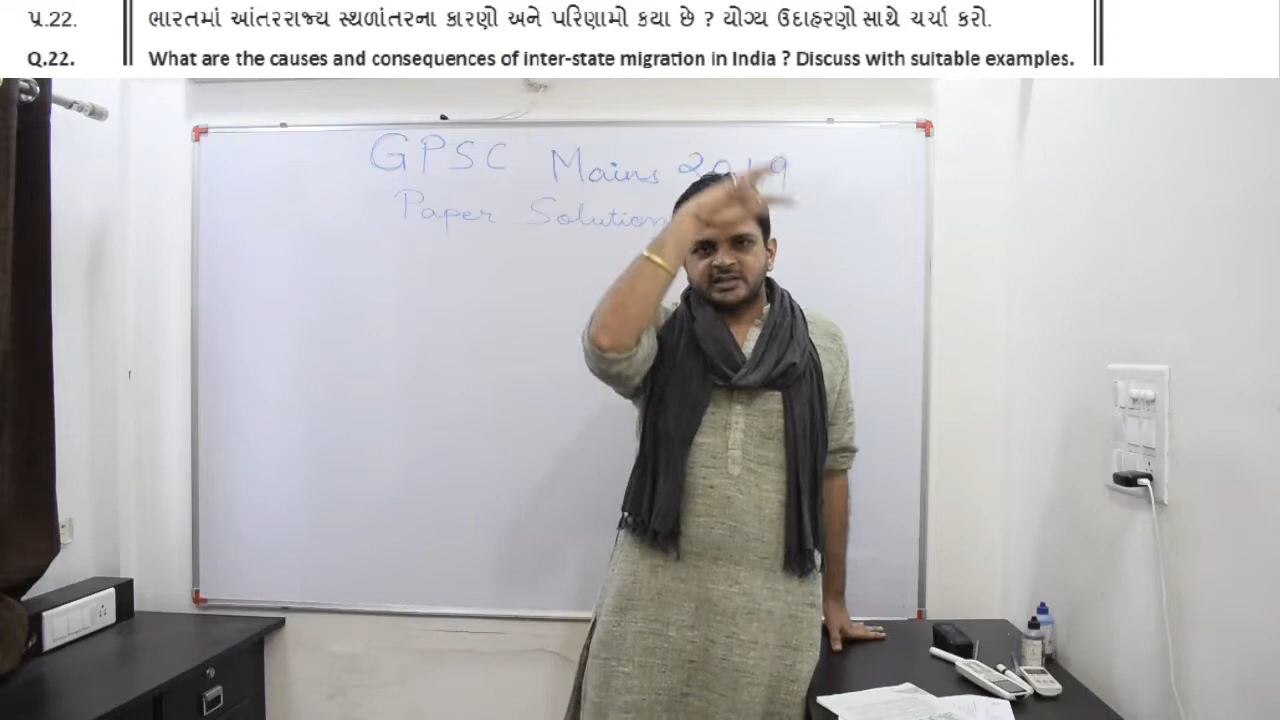 પ્ર.22. ભારતમાં આંતરરાજ્ય સ્થળાંતરના કારણો અને પરિણામો કયા છે ? યોગ્ય ઉદાહરણો સાથે ચર્ચા કરો.
Q.22. What are the causes and consequences of inter-state migration in India ? Discuss with suitable examples.
GPSC Mains 2019
Paper Solution